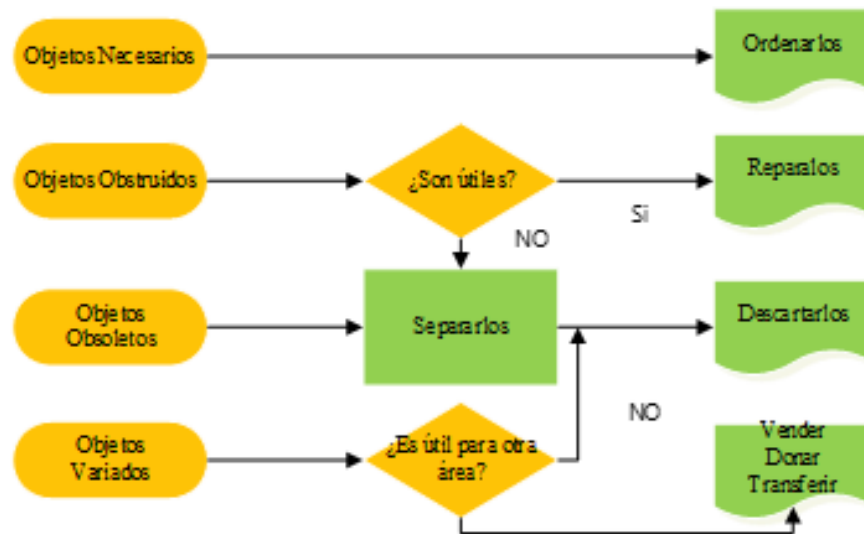 Objetos Necesarios
Ordenarlos
Objetos Obstruidos
¿Son útiles?
Reparalos
Si
NO
Objetos
Obsoletos
Separarlos
Descartarlos
Objetos
Variados
¿Es útil para otra
área?
NO
Vender
Donar
Transferir